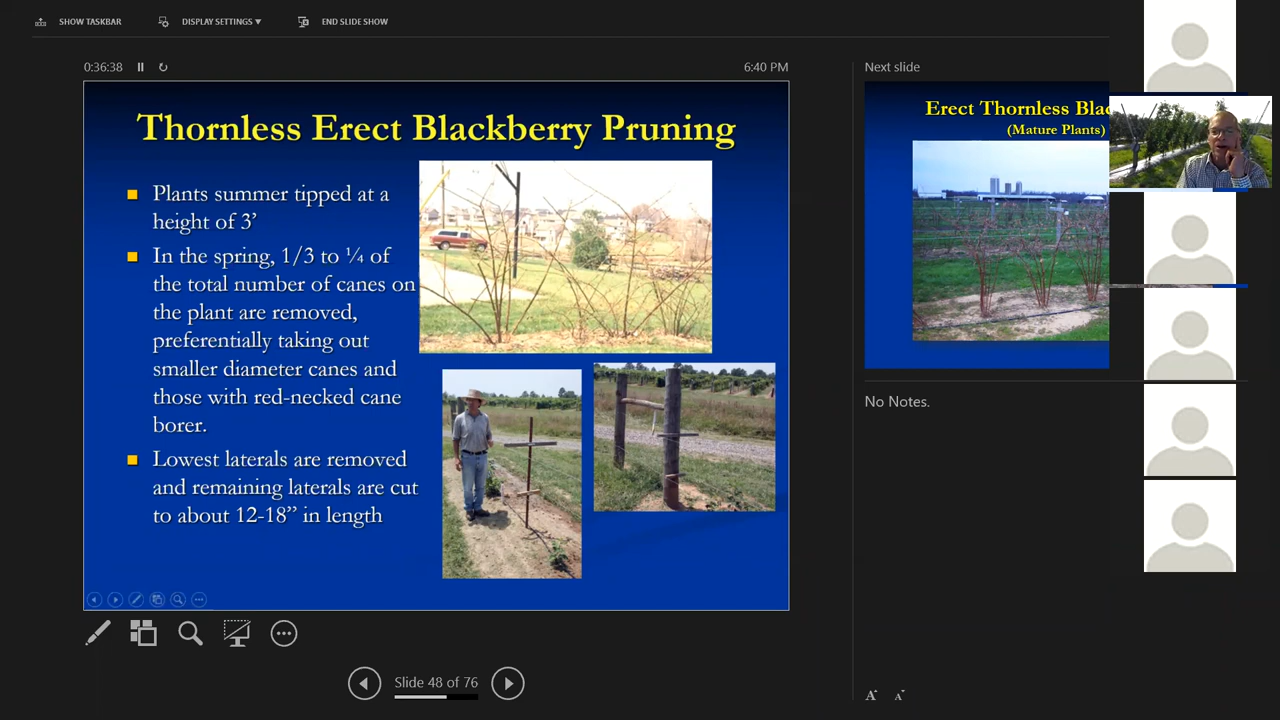 SHOW TASKBAR
DISPLAY SETTINGS ▼
END SLIDE SHOW
0:36:38
6:40 PM
Thornless Erect Blackberry Pruning
Plants summer tipped at a
height of 3’
In the spring, 1/3 to ¼ of
the total number of canes on
the plant are removed,
preferentially taking out
smaller diameter canes and
those with red-necked cane
borer.
Lowest laterals are removed
and remaining laterals are cut
to about 12-18” in length
Slide 48 of 76
Next slide
Erect Thornless
(Mature Plants)
No Notes.
A A